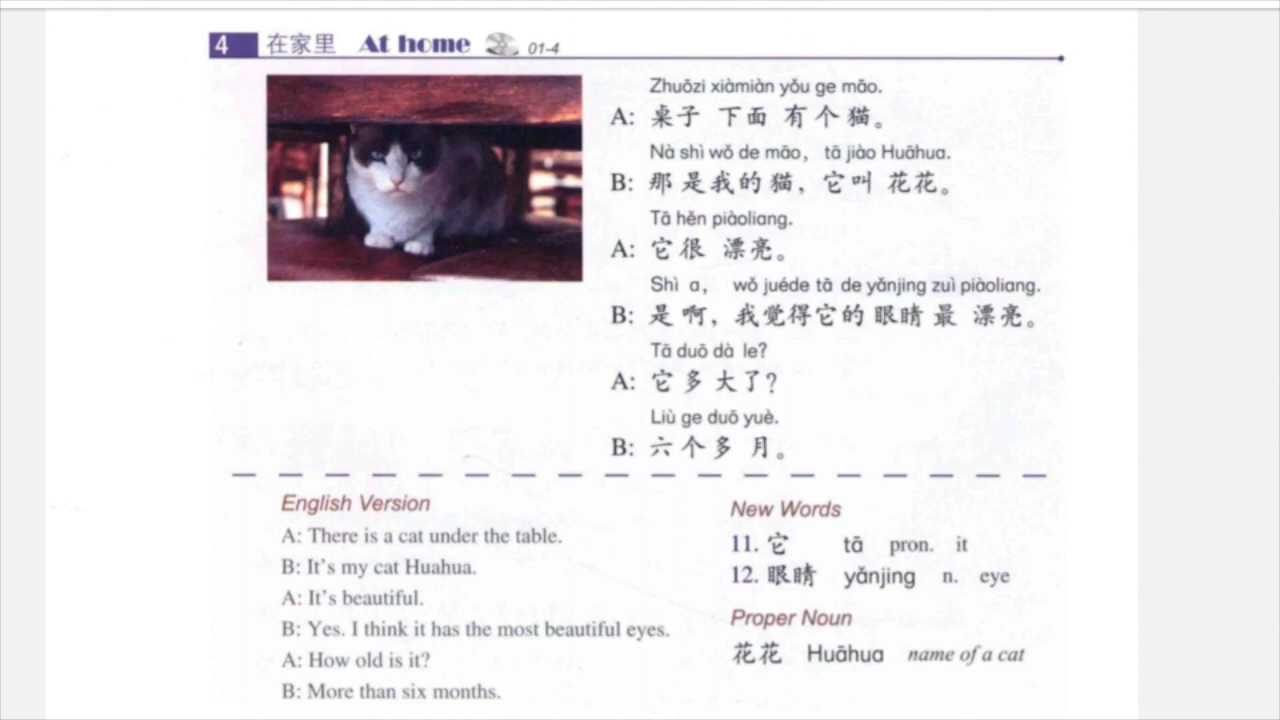 4 在家里 At home 01-4
Zhuōzi xiàmiàn yǒu ge māo.
A: 桌子 下面 有个猫。
Nà shì wǒ de māo, tā jiào Huāhua.
B: 那是我的猫，它叫 花花。
Tā hěn piàoliang.
A: 它很 漂亮。
Shì a, wǒ juéde tā de yǎnjing zuì piàoliang.
B: 是啊，我觉得它的眼睛 最 漂亮。
Tā duō dà le?
A: 它多大了？
Liù ge duō yuè.
B: 六个多 月。
English Version
A: There is a cat under the table.
B: It's my cat Huahua.
A: It's beautiful.
B: Yes. I think it has the most beautiful eyes.
A: How old is it?
B: More than six months.
New Words
11. 它 tā pron. it
12. 眼睛 yǎnjing n. eye
Proper Noun
花花 Huāhua name of a cat